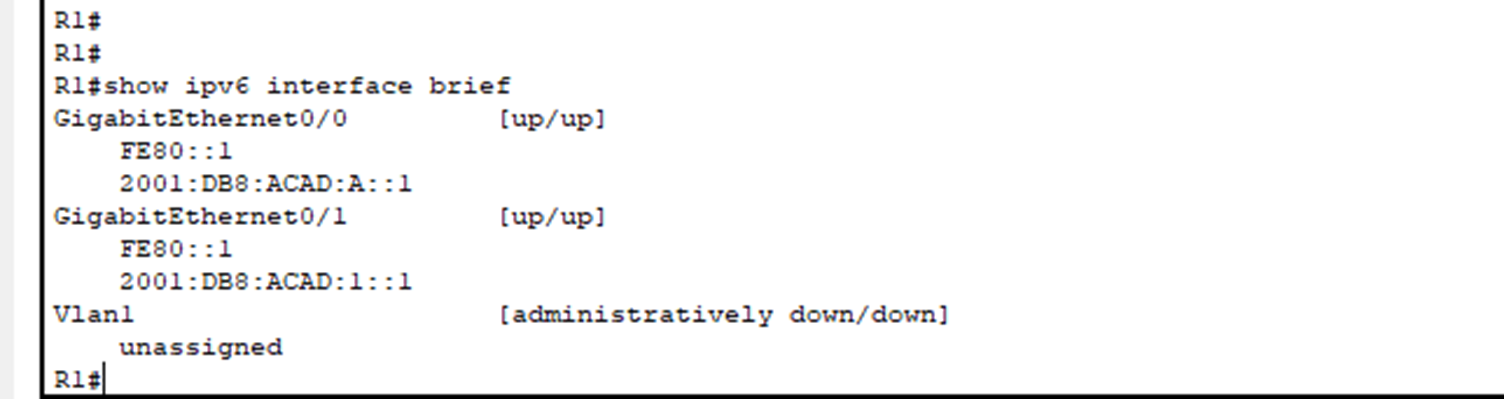 R1#
R1#
R1#show ipv6 interface brief
GigabitEthernet0/0 [up/up]
FE80::1
2001:DB8:ACAD:A::1
GigabitEthernet0/1 [up/up]
FE80::1
2001:DB8:ACAD:1::1
Vlan1 [administratively down/down]
unassigned
R1#